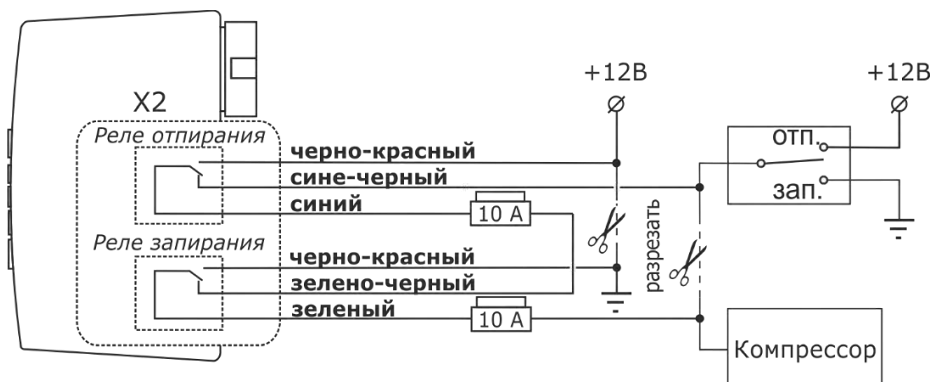 +12В
+12В
X2
Реле отпирания
черно-красный
сине-черный
синий
10 А
отп.
зап.
разрезать
Реле запирания
черно-красный
зелено-черный
зеленый
10 А
Компрессор